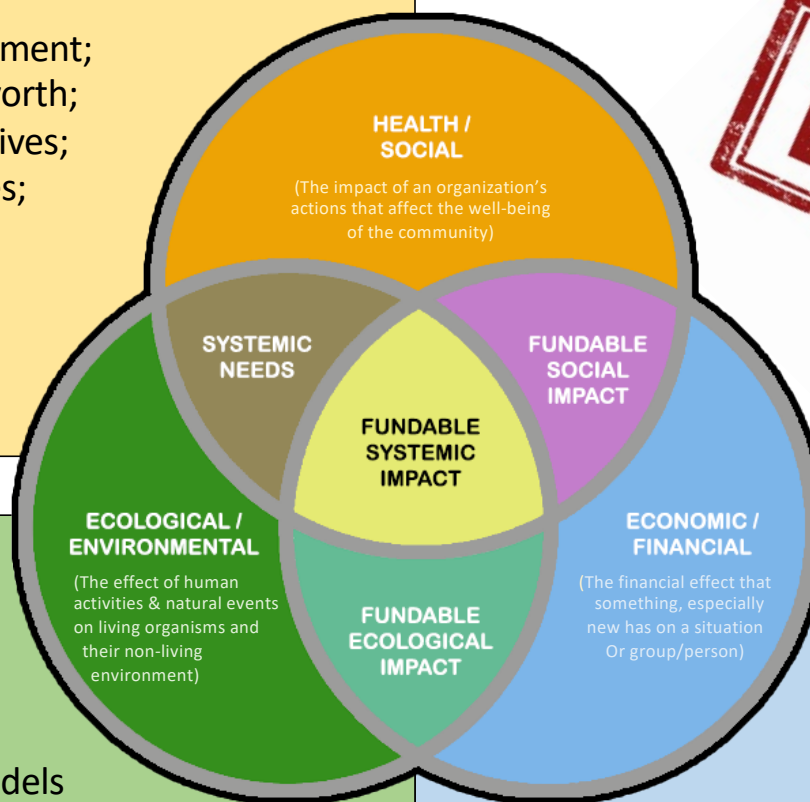 ment;
orth;
ives;
s;
HEALTH /
SOCIAL
(The impact of an organization's
actions that affect the well-being
of the community)
SYSTEMIC
NEEDS
FUNDABLE
SOCIAL
IMPACT
FUNDABLE
SYSTEMIC
IMPACT
ECOLOGICAL /
ENVIRONMENTAL
(The effect of human
activities & natural events
on living organisms and
their non-living
environment)
FUNDABLE
ECOLOGICAL
IMPACT
ECONOMIC /
FINANCIAL
(The financial effect that
something, especially
new has on a situation
Or group/person)
dels